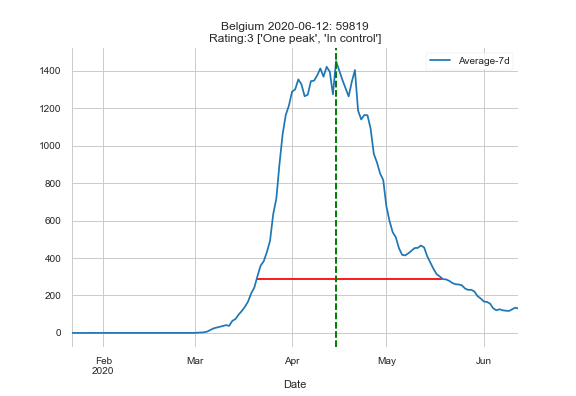 Belgium 2020-06-12: 59819
Rating:3 ['One peak', 'In control']
Average-7d
1400
1200
1000
800
600
400
200
0
Feb
2020
Mar
Apr
May
Jun
Date